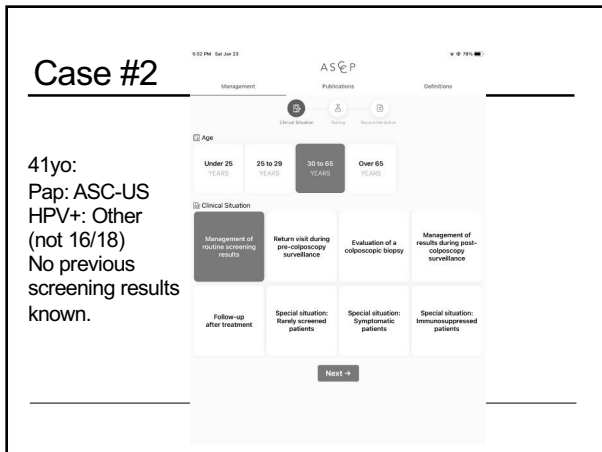 Case #2
41yo:
Pap: ASC-US
HPV+: Other
(not 16/18)
No previous
screening results
known.
5:02 PM Sat Jan 23
78%
ASCCP
Management Publications Definitions
Clinical Situation Testing Recommendation
Age
Under 25
YEARS
25 to 29
YEARS
30 to 65
YEARS
Over 65
YEARS
Clinical Situation
Management of
routine screening
results
Return visit during
pre-colposcopy
surveillance
Evaluation of a
colposcopic biopsy
Management of
results during post-
colposcopy
surveillance
Follow-up
after treatment
Special situation:
Rarely screened
patients
Special situation:
Symptomatic
patients
Special situation:
Immunosuppressed
patients
Next →